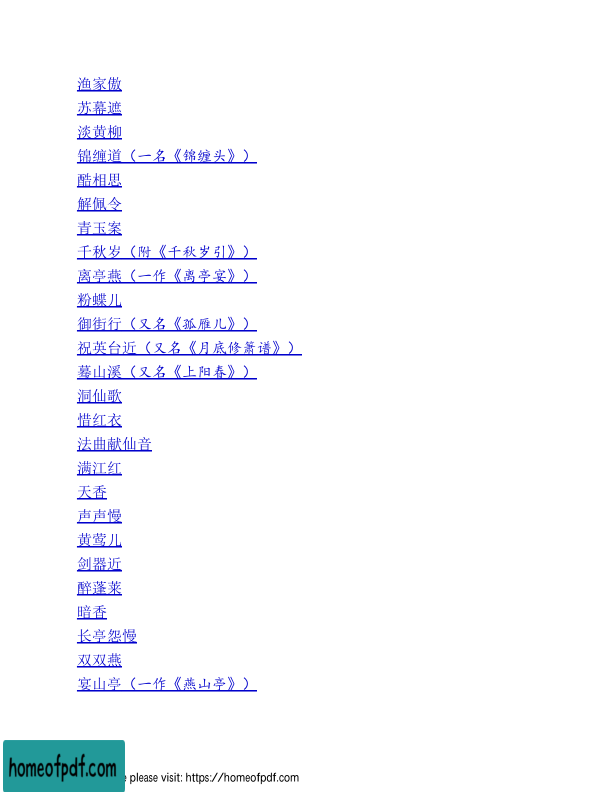 渔家傲
苏幕遮
淡黄柳
锦缠道（一名《锦缠头》）
酷相思
解佩令
青玉案
千秋岁（附《千秋岁引》）
离亭燕（一作《离亭宴》）
粉蝶儿
御街行（又名《孤雁儿》）
祝英台近（又名《月底修箫谱》）
蓦山溪（又名《上阳春》）
洞仙歌
惜红衣
法曲献仙音
满江红
天香
声声慢
黄莺儿
剑器近
醉蓬莱
暗香
长亭怨慢
双双燕
宴山亭（一作《燕山亭》）
homeofpdf.com
e please visit: https://homeofpdf.com